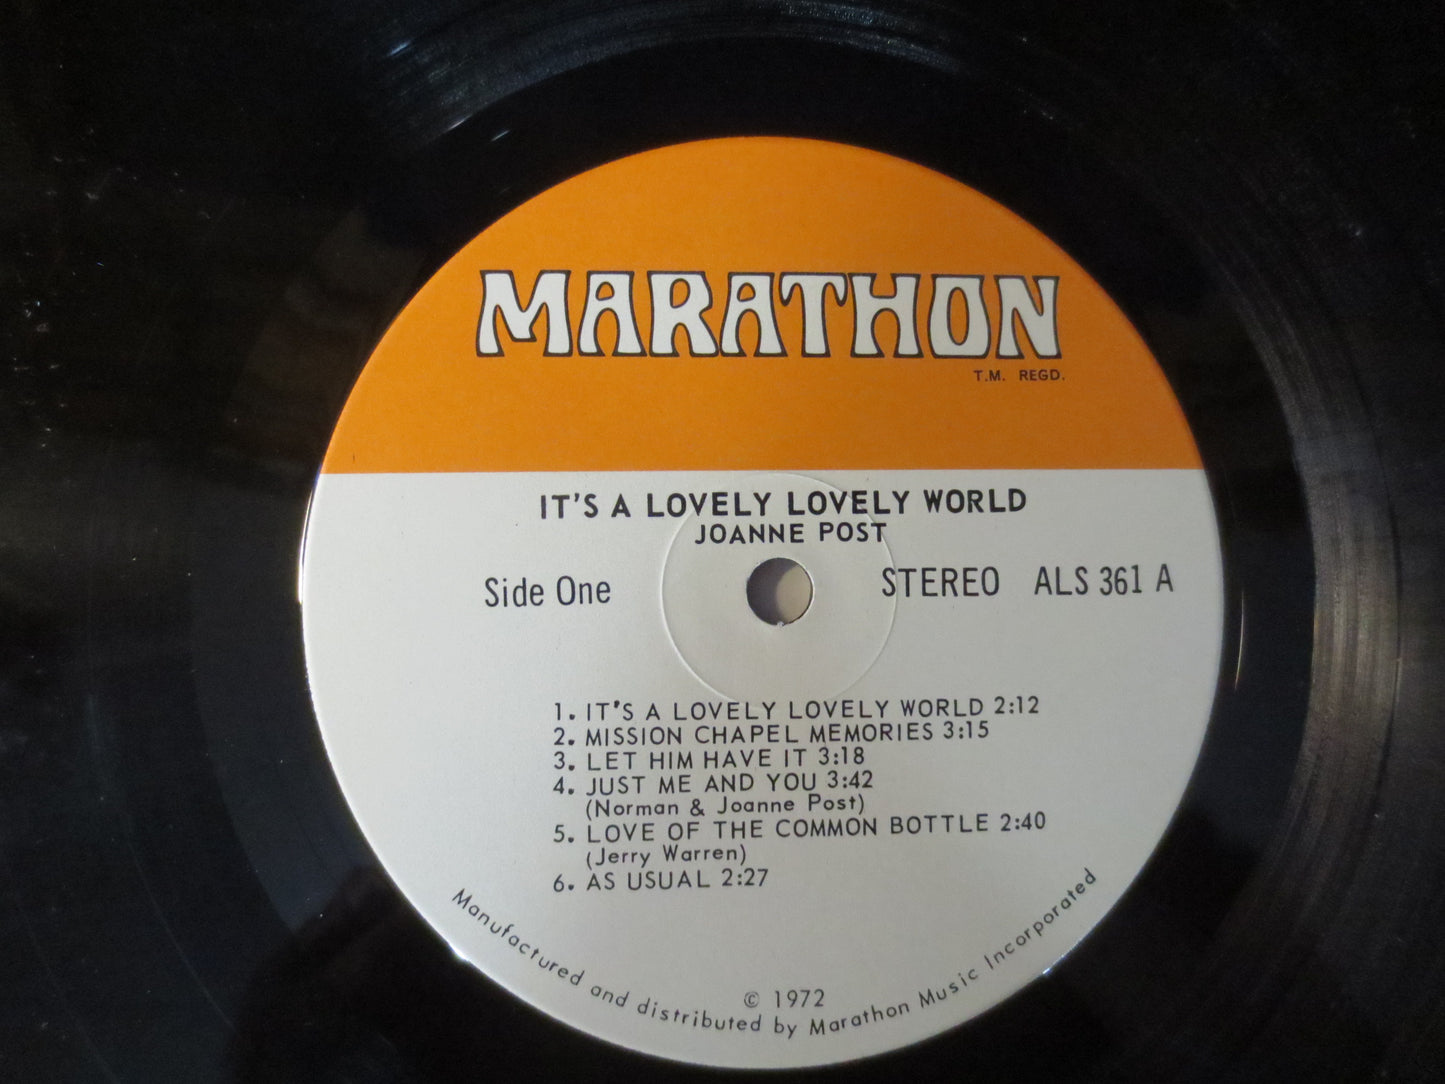 MARATHON
T.M. REGD.
IT'S A LOVELY LOVELY WORLD
JOANNE POST
Side One STEREO ALS 361 A
1. IT'S A LOVELY LOVELY WORLD 2:12
2. MISSION CHAPEL MEMORIES 3:15
3. LET HIM HAVE IT 3:18
4. JUST ME AND YOU 3:42
(Norman & Joanne Post)
5. LOVE OF THE COMMON BOTTLE 2:40
(Jerry Warren)
6. AS USUAL 2:27
© 1972
Manufactured and distributed by Marathon Music Incorporated